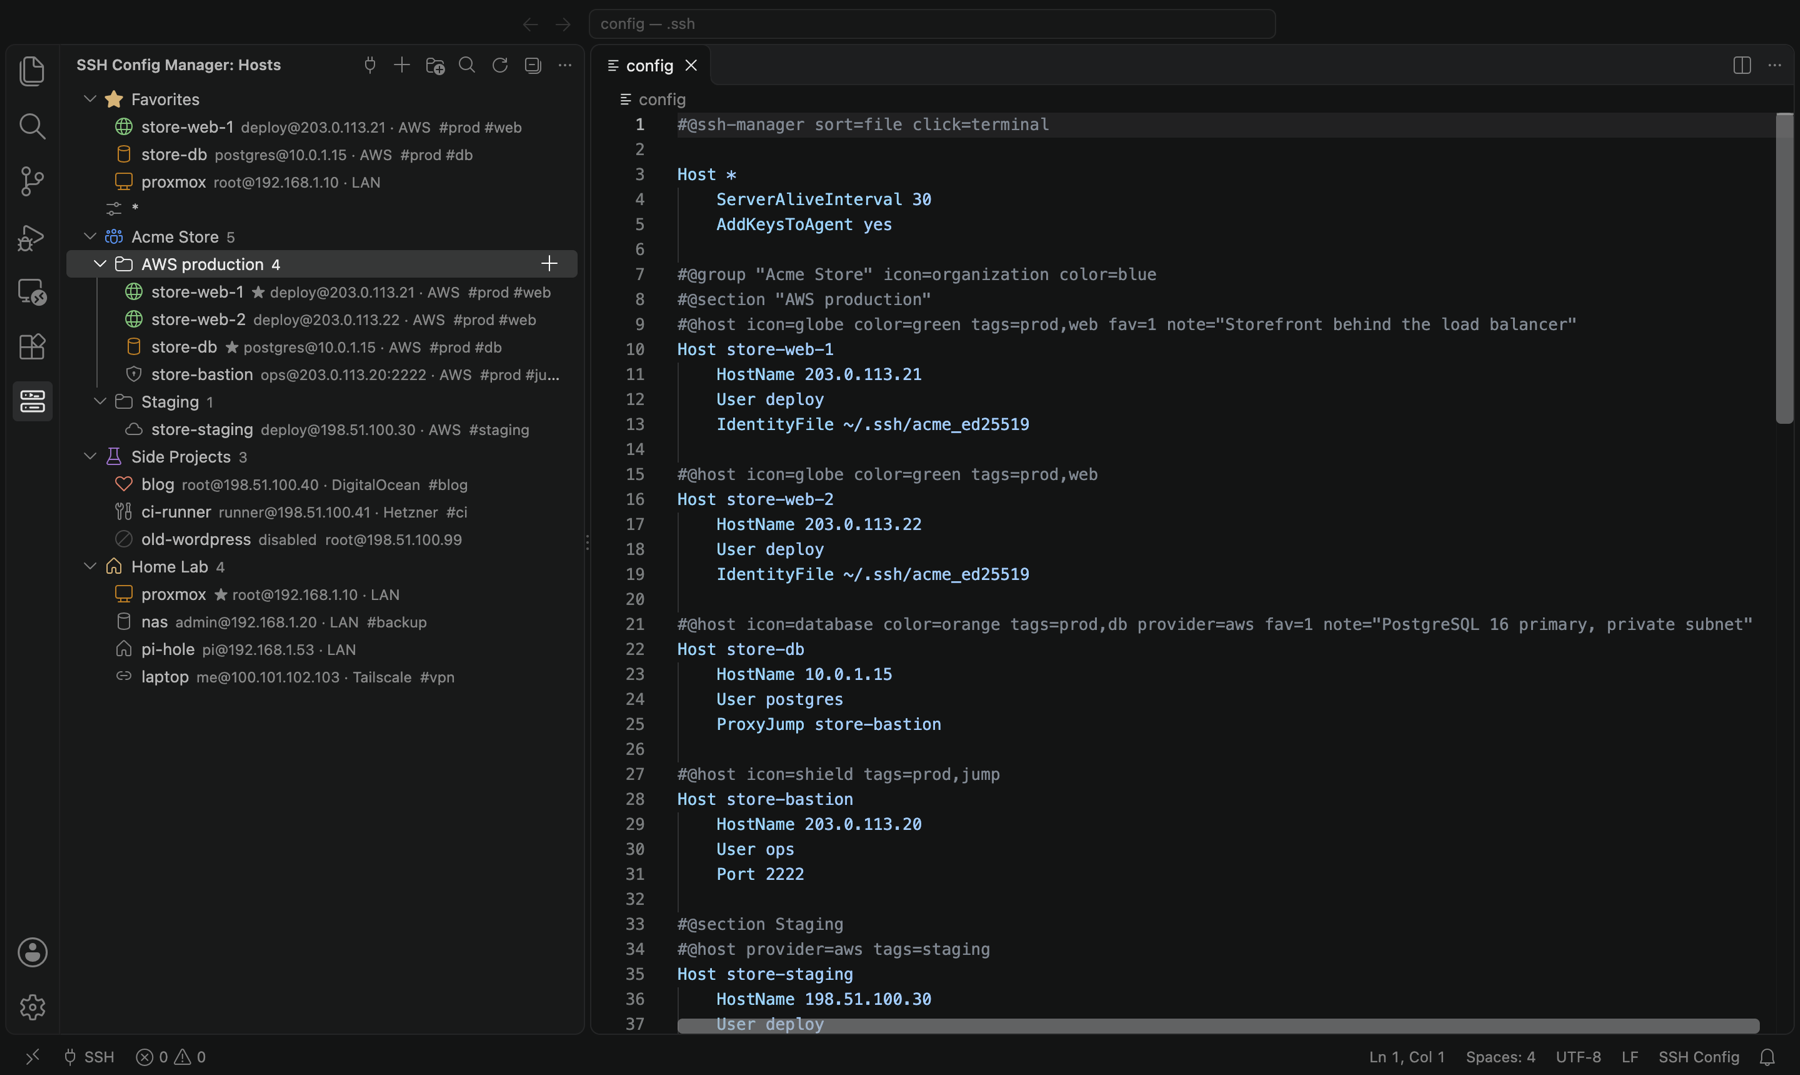 config — .ssh
SSH Config Manager: Hosts
Favorites
store-web-1 deploy@203.0.113.21 · AWS #prod #web
store-db postgres@10.0.1.15 · AWS #prod #db
proxmox root@192.168.1.10 · LAN
*
Acme Store 5
AWS production 4
store-web-1 ★ deploy@203.0.113.21 · AWS #prod #web
store-web-2 deploy@203.0.113.22 · AWS #prod #web
store-db ★ postgres@10.0.1.15 · AWS #prod #db
store-bastion ops@203.0.113.20:2222 · AWS #prod #ju...
Staging 1
store-staging deploy@198.51.100.30 · AWS #staging
Side Projects 3
blog root@198.51.100.40 · DigitalOcean #blog
ci-runner runner@198.51.100.41 · Hetzner #ci
old-wordpress disabled root@198.51.100.99
Home Lab 4
proxmox ★ root@192.168.1.10 · LAN
nas admin@192.168.1.20 · LAN #backup
pi-hole pi@192.168.1.53 · LAN
laptop me@100.101.102.103 · Tailscale #vpn
config
config
1 #@ssh-manager sort=file click=terminal
2
3 Host *
4 ServerAliveInterval 30
5 AddKeysToAgent yes
6
7 #@group "Acme Store" icon=organization color=blue
8 #@section "AWS production"
9 #@host icon=globe color=green tags=prod,web fav=1 note="Storefront behind the load balancer"
10 Host store-web-1
11 HostName 203.0.113.21
12 User deploy
13 IdentityFile ~/.ssh/acme_ed25519
14
15 #@host icon=globe color=green tags=prod,web
16 Host store-web-2
17 HostName 203.0.113.22
18 User deploy
19 IdentityFile ~/.ssh/acme_ed25519
20
21 #@host icon=database color=orange tags=prod,db provider=aws fav=1 note="PostgreSQL 16 primary, private subnet"
22 Host store-db
23 HostName 10.0.1.15
24 User postgres
25 ProxyJump store-bastion
26
27 #@host icon=shield tags=prod,jump
28 Host store-bastion
29 HostName 203.0.113.20
30 User ops
31 Port 2222
32
33 #@section Staging
34 #@host provider=aws tags=staging
35 Host store-staging
36 HostName 198.51.100.30
37 User deploy
SSH 0 0
Ln 1, Col 1 Spaces: 4 UTF-8 LF SSH Config